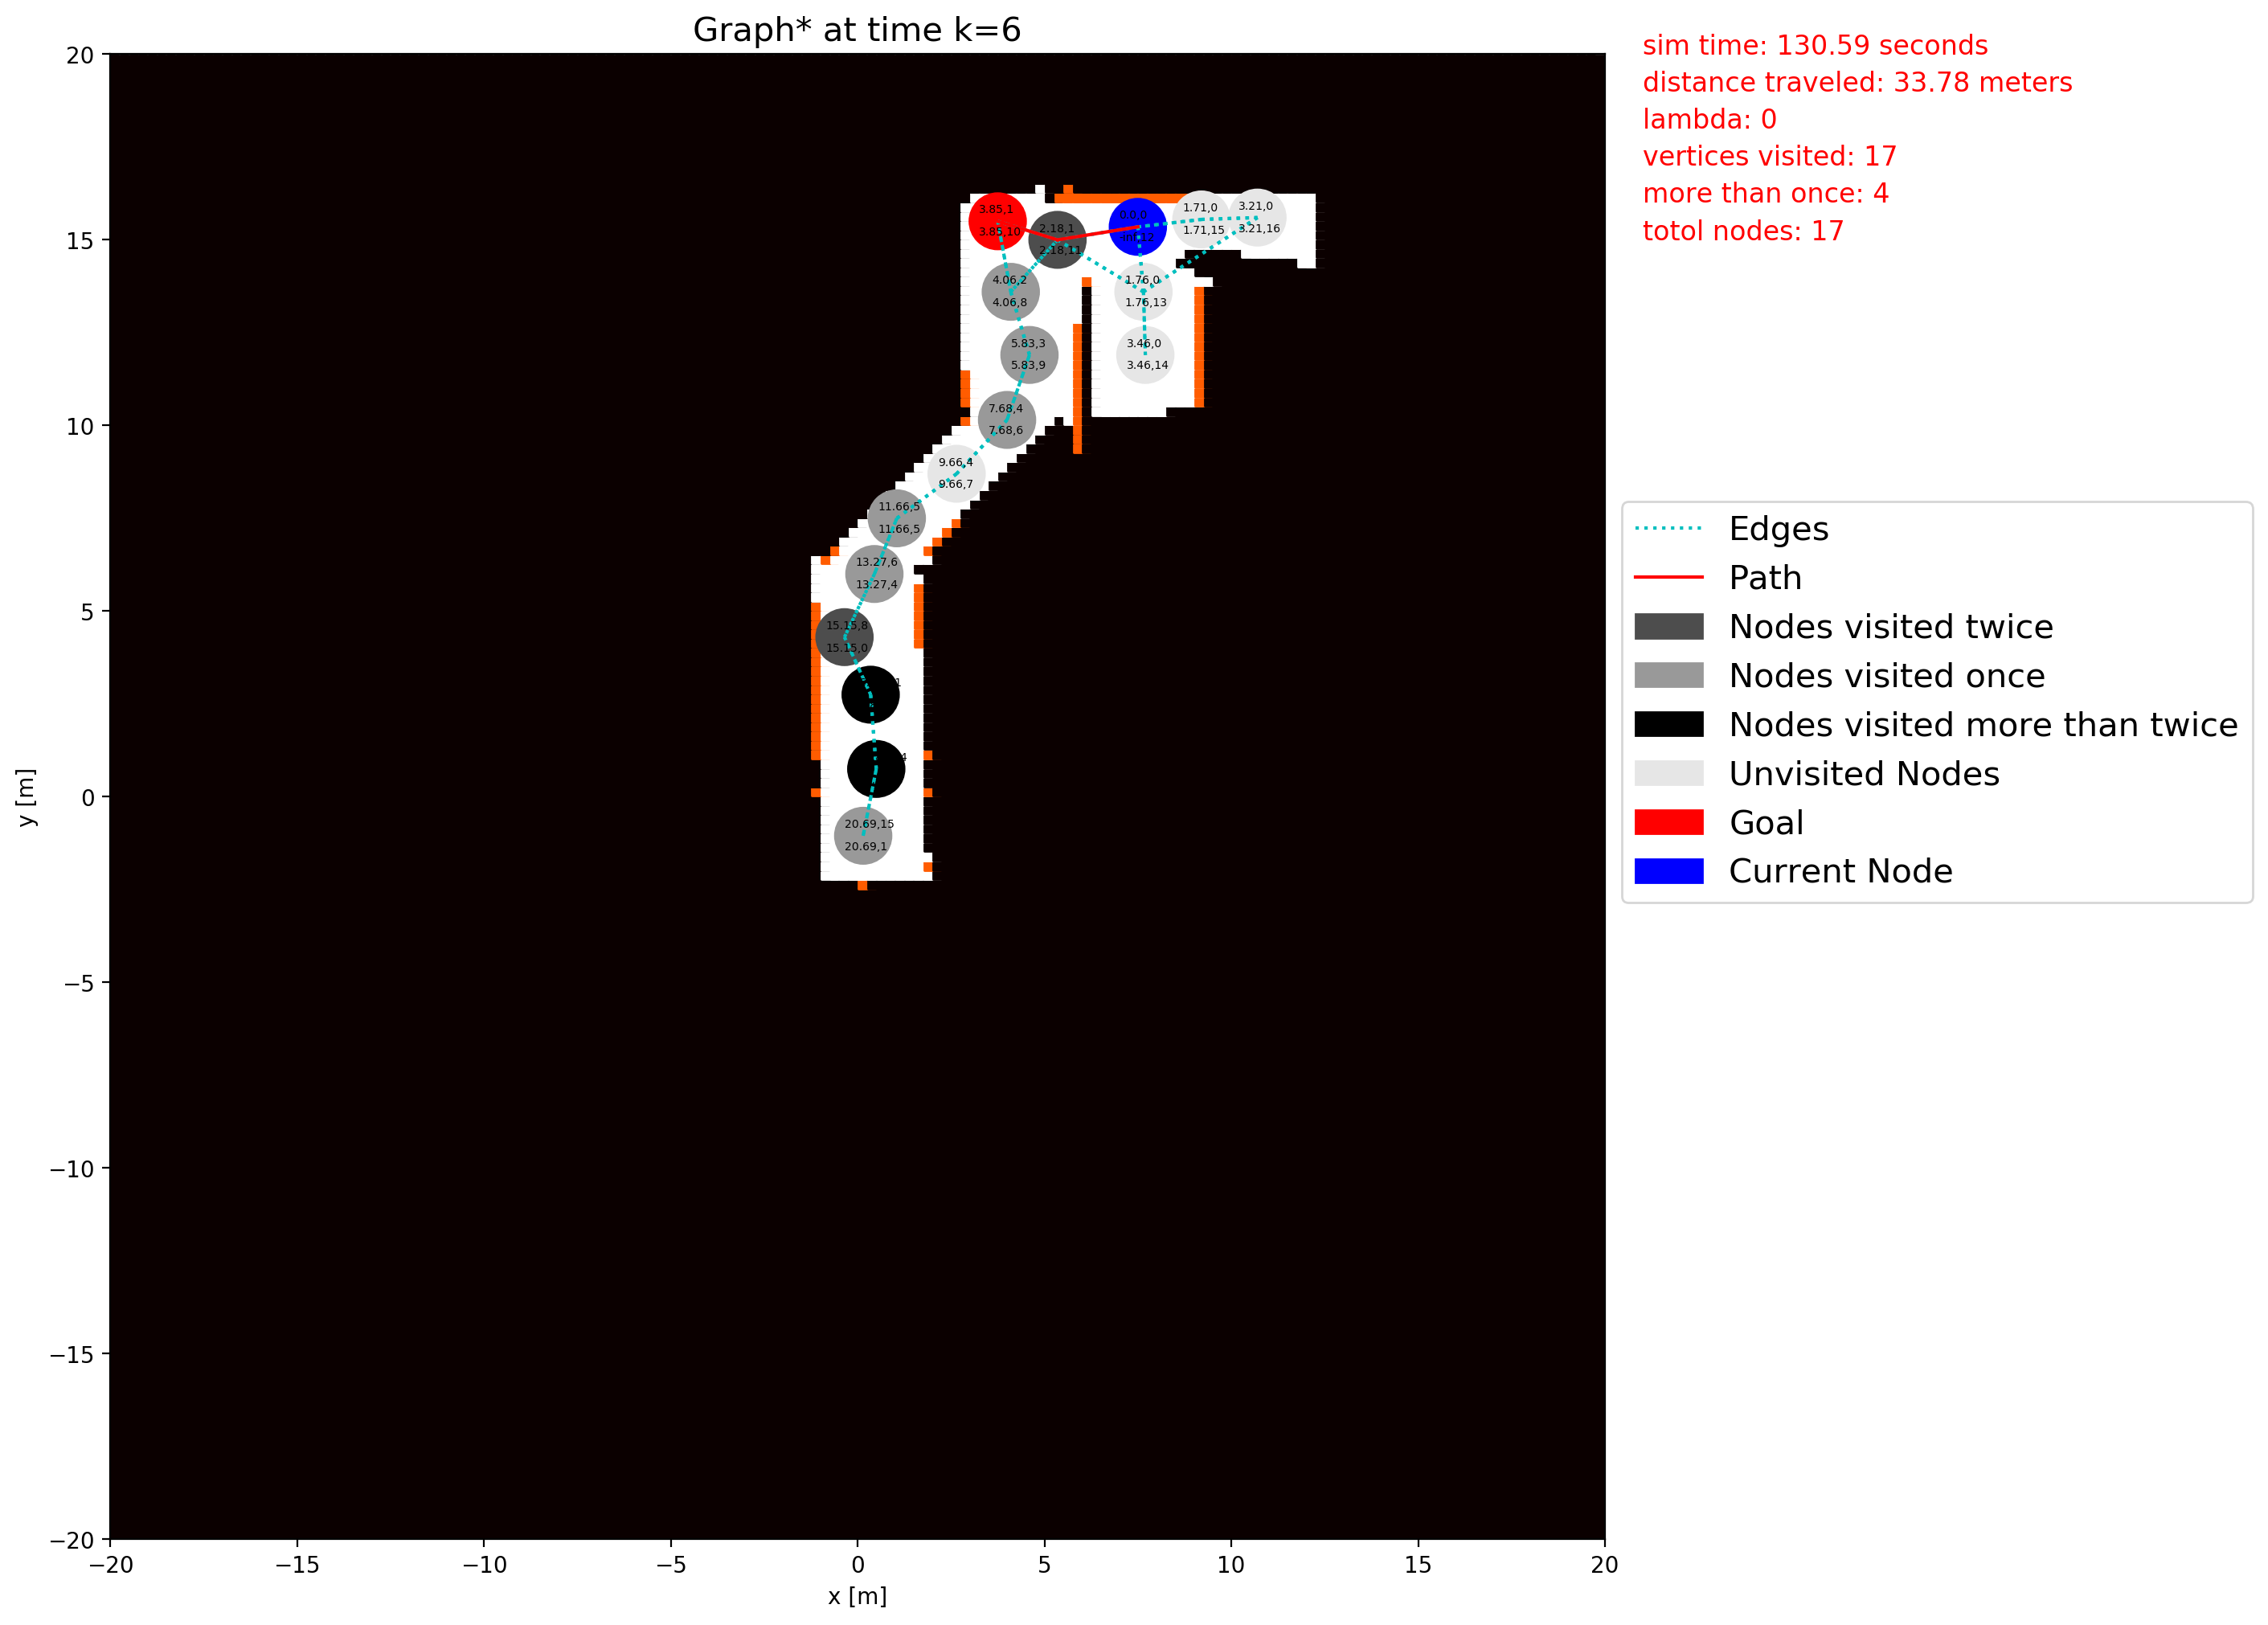 Graph* at time k=6
sim time: 130.59 seconds
distance traveled: 33.78 meters
lambda: 0
vertices visited: 17
more than once: 4
totol nodes: 17
20
15
10
5
0
−5
−10
−15
−20
y [m]
3.85,1
3.85,10
2.18,1
2.18,11
0.0,0
1.71,0
1.71,15
3.21,0
3.21,16
4.06,2
4.06,8
1.76,0
1.76,13
5.83,3
5.83,9
3.46,0
3.46,14
7.68,4
7.68,6
9.66,4
9.66,7
11.66,5
11.66,5
13.27,6
13.27,4
15.15,8
15.15,0
20.69,15
20.69,1
Edges
Path
Nodes visited twice
Nodes visited once
Nodes visited more than twice
Unvisited Nodes
Goal
Current Node
−20
−15
−10
−5
0
5
10
15
20
x [m]